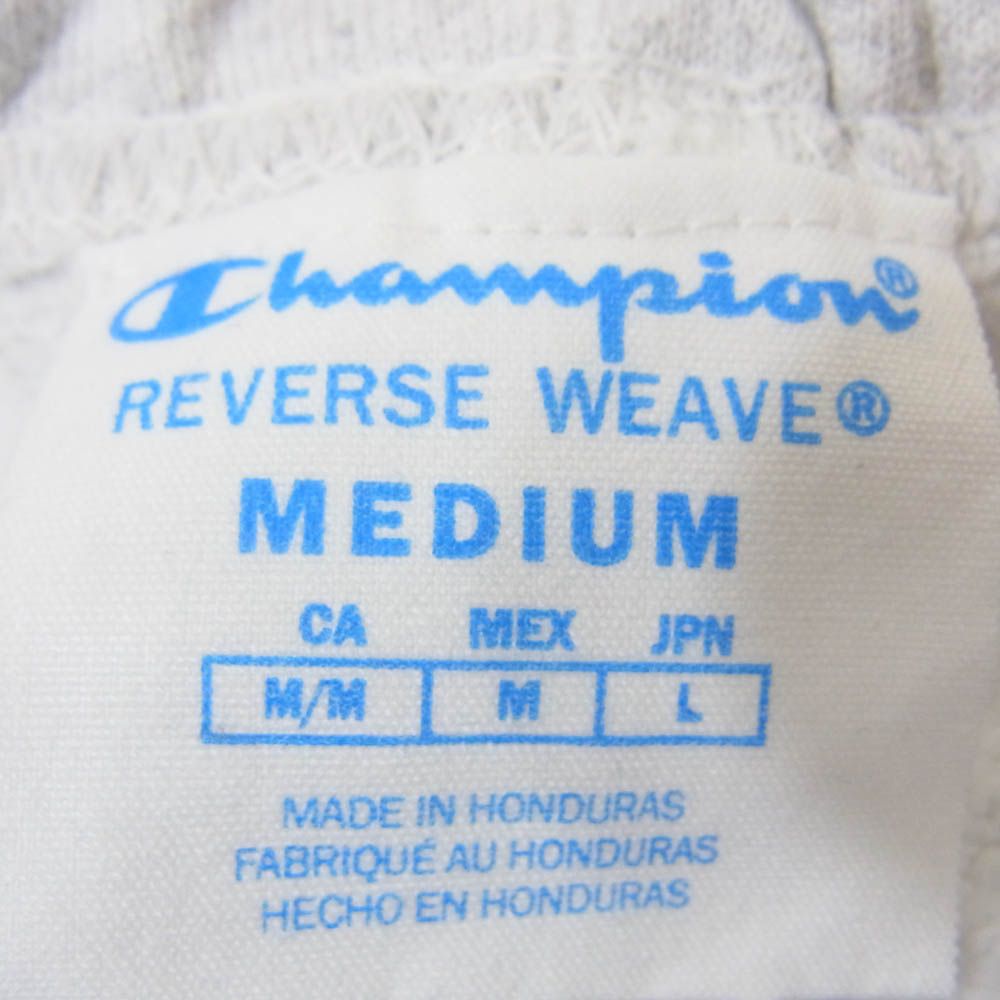 Champion®
REVERSE WEAVE®
MEDIUM
CA MEX JPN
M/M M L
MADE IN HONDURAS
FABRIQUÉ AU HONDURAS
HECHO EN HONDURAS